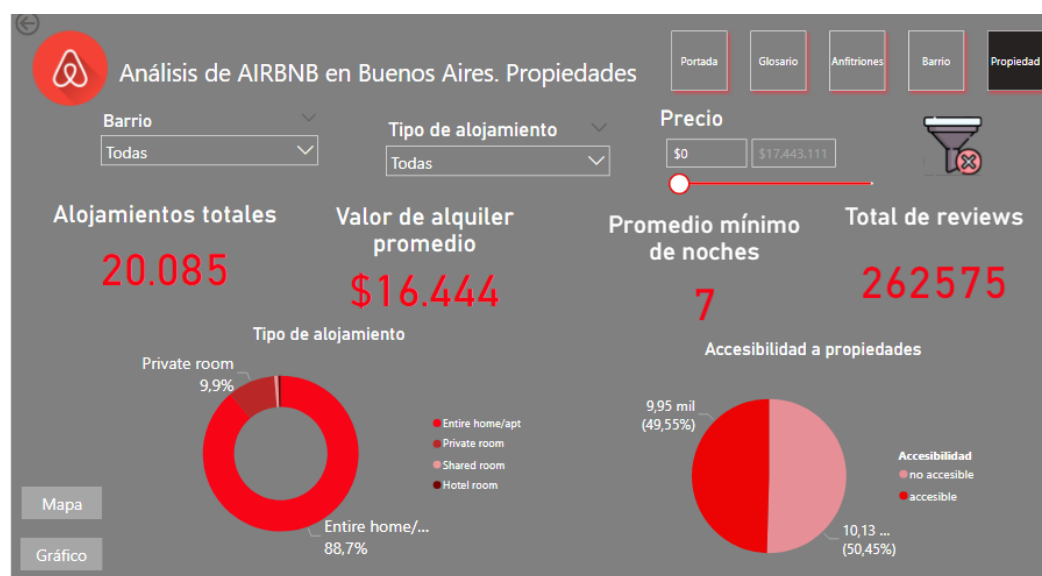 Análisis de AIRBNB en Buenos Aires. Propiedades
Portada
Glosario
Anfitriones
Barrio
Propiedad
Barrio
Todas
Tipo de alojamiento
Todas
Precio
$0
$17.443.111
Alojamientos totales
20.085
Valor de alquiler
promedio
$16.444
Promedio mínimo
de noches
7
Total de reviews
262575
Tipo de alojamiento
Private room
9,9%
Entire home/...
88,7%
Entire home/apt
Private room
Shared room
Hotel room
Accesibilidad a propiedades
9,95 mil
(49,55%)
10,13 ...
(50,45%)
Accesibilidad
no accesible
accesible
Mapa
Gráfico